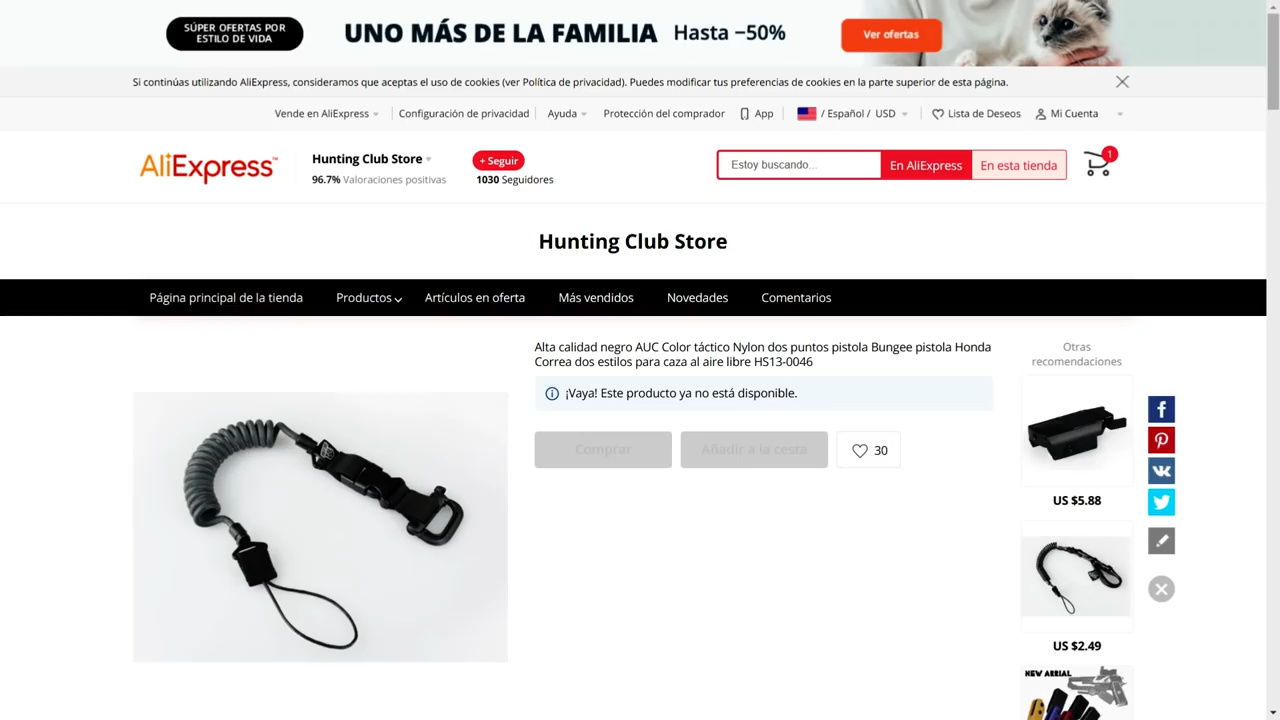 SÚPER OFERTAS POR
ESTILO DE VIDA
UNO MÁS DE LA FAMILIA Hasta −50%
Ver ofertas
Si continúas utilizando AliExpress, consideramos que aceptas el uso de cookies (ver Política de privacidad). Puedes modificar tus preferencias de cookies en la parte superior de esta página.
Vende en AliExpress Configuración de privacidad Ayuda Protección del comprador App / Español / USD Lista de Deseos Mi Cuenta
AliExpress™
Hunting Club Store
+ Seguir
96.7% Valoraciones positivas
1030 Seguidores
Estoy buscando... En AliExpress En esta tienda
1
Hunting Club Store
Página principal de la tienda Productos Artículos en oferta Más vendidos Novedades Comentarios
Alta calidad negro AUC Color táctico Nylon dos puntos pistola Bungee pistola Honda
Correa dos estilos para caza al aire libre HS13-0046
¡Vaya! Este producto ya no está disponible.
Comprar Añadir a la cesta 30
Otras
recomendaciones
US $5.88
US $2.49
NEW ARRIAL